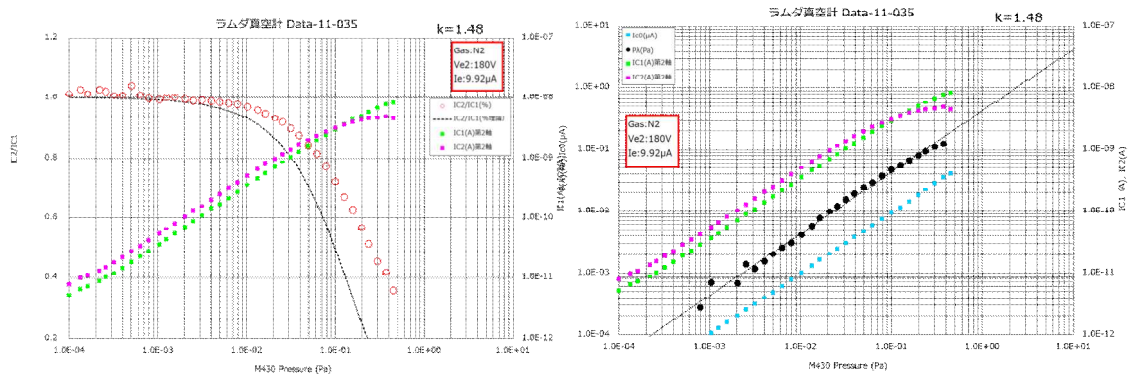 ラムダ真空計 Data-11-035
k=1.48
IC2/IC1
1.2
1.0
0.8
0.6
0.4
0.2
1.0E-07
1.0E-08
1.0E-09
1.0E-10
1.0E-11
1.0E-12
Gas:N2
Ve2:180V
Ie:9.92μA
IC2/IC1(%)
IC1(A)第2軸
IC2(A)第2軸
1.0E-04
1.0E-03
1.0E-02
1.0E-01
1.0E+00
1.0E+01
M430 Pressure (Pa)
ラムダ真空計 Data-11-035
k=1.48
1.0E+01
1.0E+00
1.0E-01
1.0E-02
1.0E-03
1.0E-04
Ic0(μA)
Pλ(Pa)
IC1(A)第2軸
IC2(A)第2軸
Gas:N2
Ve2:180V
Ie:9.92μA
1.0E-07
1.0E-08
1.0E-09
1.0E-10
1.0E-11
1.0E-12
IC1 (A), IC2(A)
1.0E-04
1.0E-03
1.0E-02
1.0E-01
1.0E+00
1.0E+01
M430 Pressure (Pa)